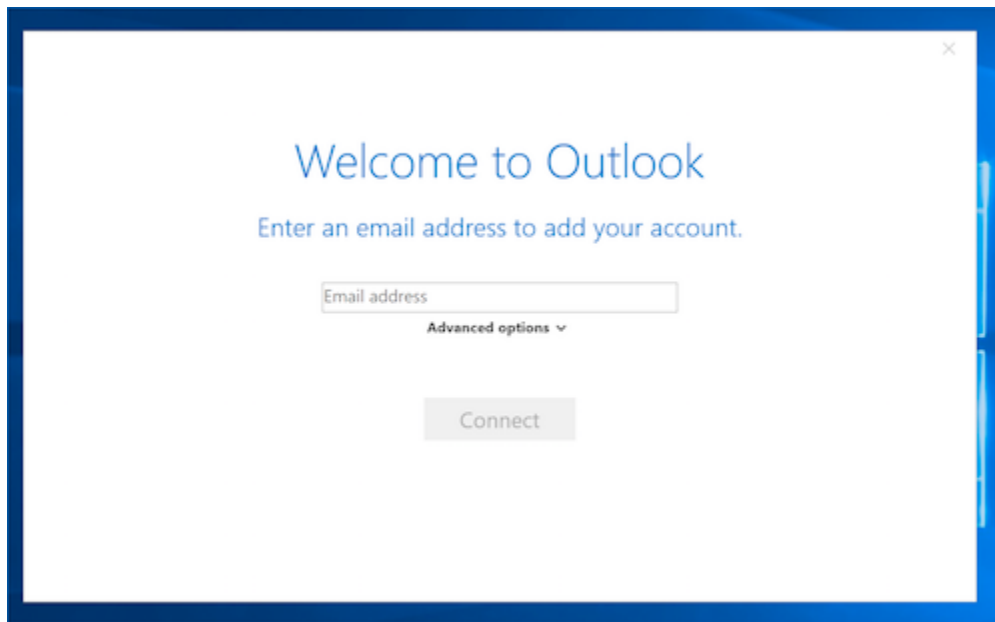 Welcome to Outlook
Enter an email address to add your account.
Email address
Advanced options
Connect